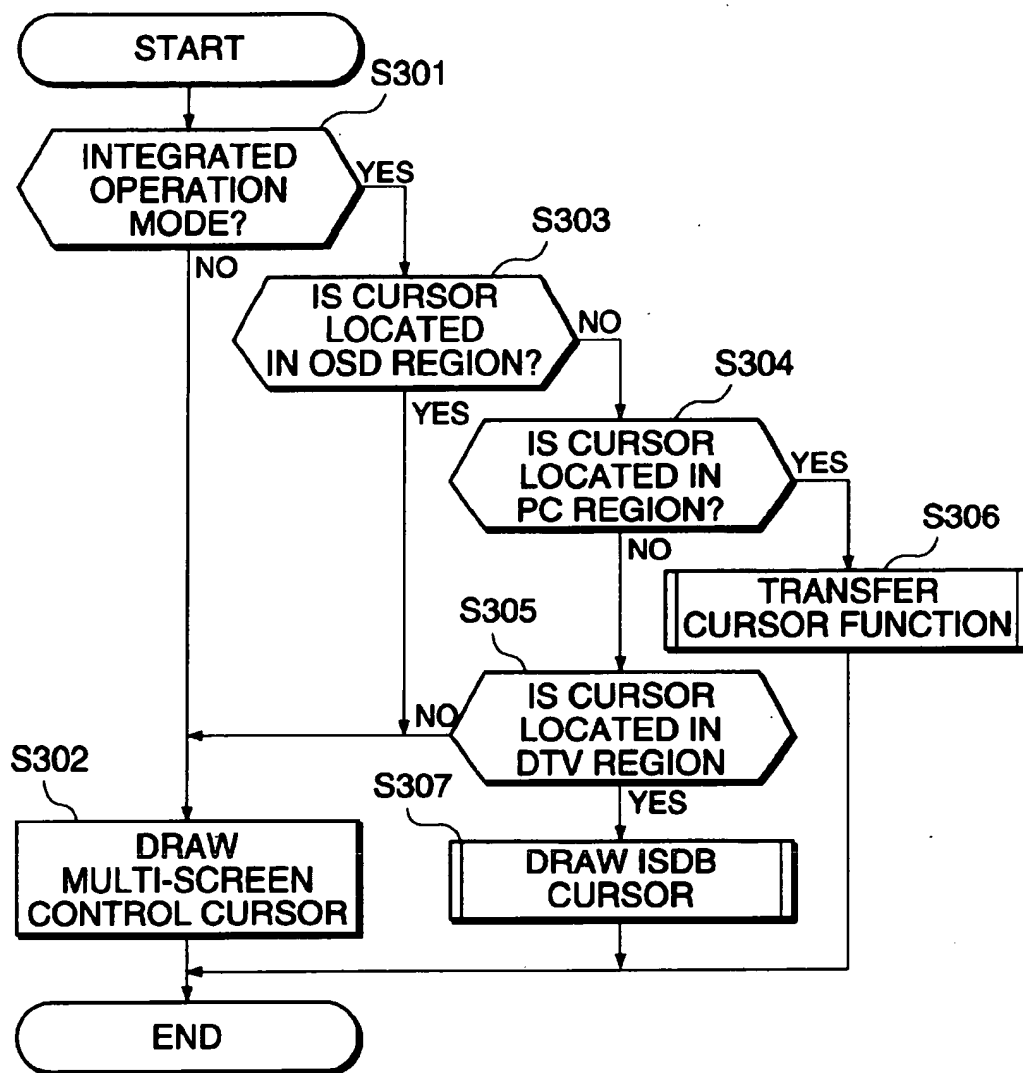 START
S301
INTEGRATED
OPERATION
MODE?
YES
NO
S303
IS CURSOR
LOCATED
IN OSD REGION?
NO
YES
S304
IS CURSOR
LOCATED IN
PC REGION?
YES
NO
S306
TRANSFER
CURSOR FUNCTION
S305
IS CURSOR
LOCATED IN
DTV REGION
NO
YES
S302
DRAW
MULTI-SCREEN
CONTROL CURSOR
S307
DRAW ISDB
CURSOR
END